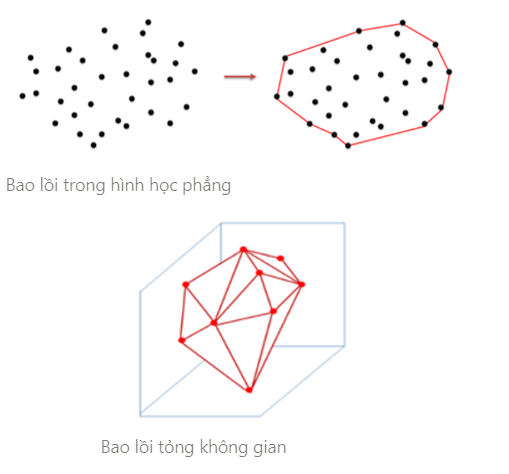 Bao lồi trong hình học phẳng
Bao lồi tỏng không gian